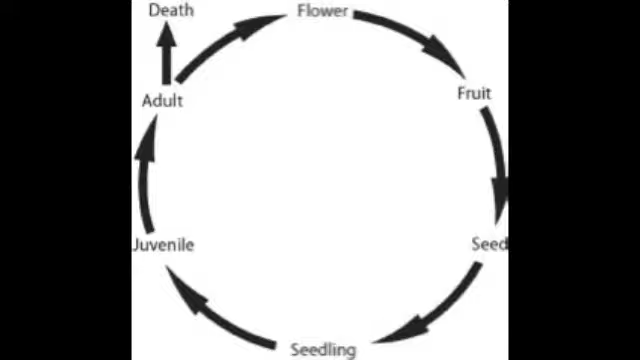 Death
Flower
Adult
Fruit
Juvenile
Seed
Seedling